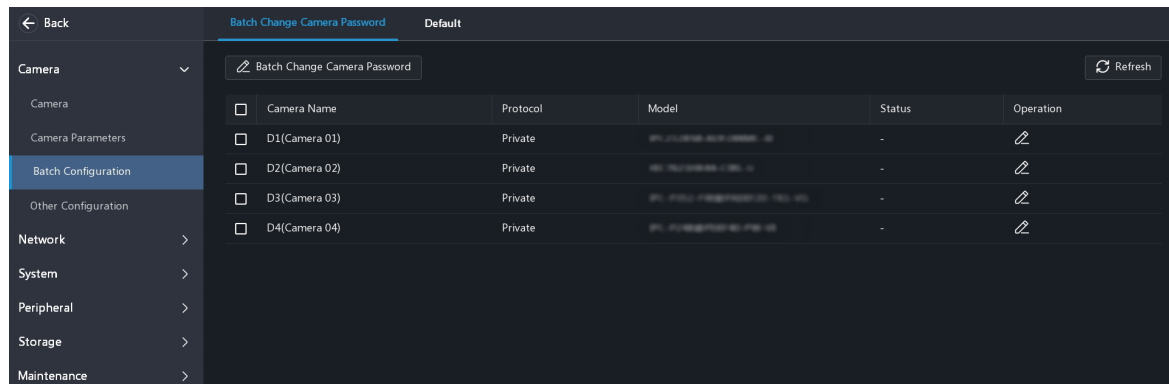 Back
Batch Change Camera Password Default
Camera
Camera
Camera Parameters
Batch Configuration
Other Configuration
Network
System
Peripheral
Storage
Maintenance
Batch Change Camera Password Refresh
Camera Name Protocol Model Status Operation
D1(Camera 01) Private -
D2(Camera 02) Private -
D3(Camera 03) Private -
D4(Camera 04) Private -